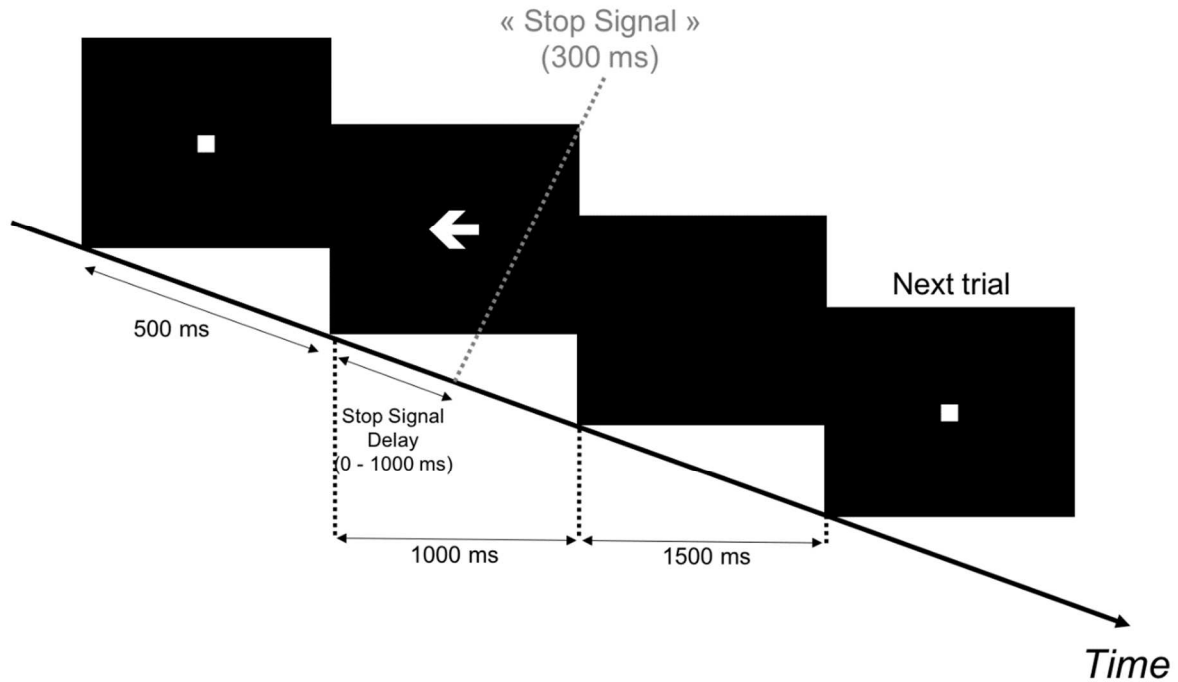 « Stop Signal »
(300 ms)
Next trial
500 ms
Stop Signal
Delay
(0 - 1000 ms)
1000 ms
1500 ms
Time